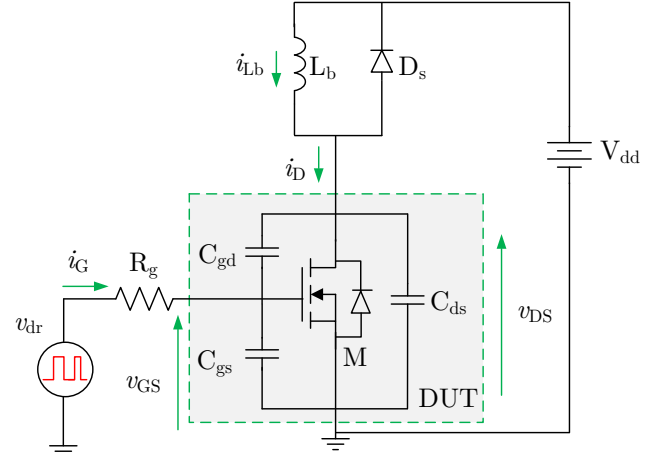 i_Lb
L_b
D_s
V_dd
i_D
C_gd
i_G
R_g
C_ds
v_DS
v_dr
v_GS
C_gs
M
DUT